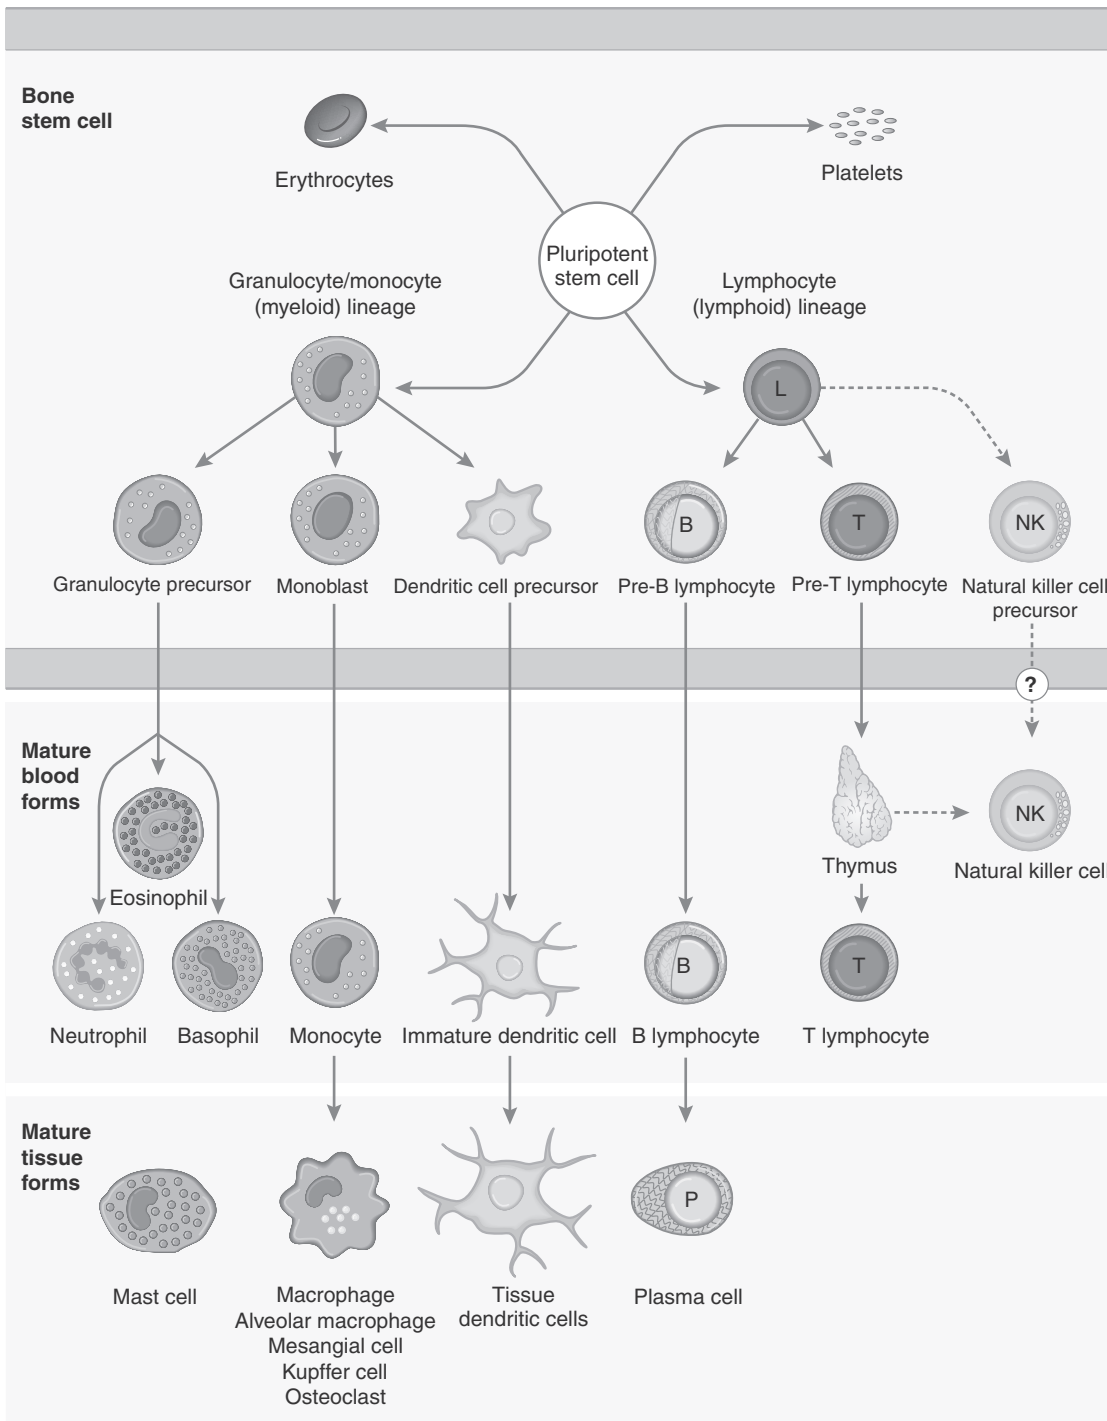 Bone
stem cell
Erythrocytes
Platelets
Pluripotent
stem cell
Granulocyte/monocyte
(myeloid) lineage
Lymphocyte
(lymphoid) lineage
L
B
T
NK
Granulocyte precursor
Monoblast
Dendritic cell precursor
Pre-B lymphocyte
Pre-T lymphocyte
Natural killer cell
precursor
?
Mature
blood
forms
NK
Thymus
Natural killer cell
Eosinophil
B
T
Neutrophil
Basophil
Monocyte
Immature dendritic cell
B lymphocyte
T lymphocyte
Mature
tissue
forms
P
Mast cell
Macrophage
Alveolar macrophage
Mesangial cell
Kupffer cell
Osteoclast
Tissue
dendritic cells
Plasma cell